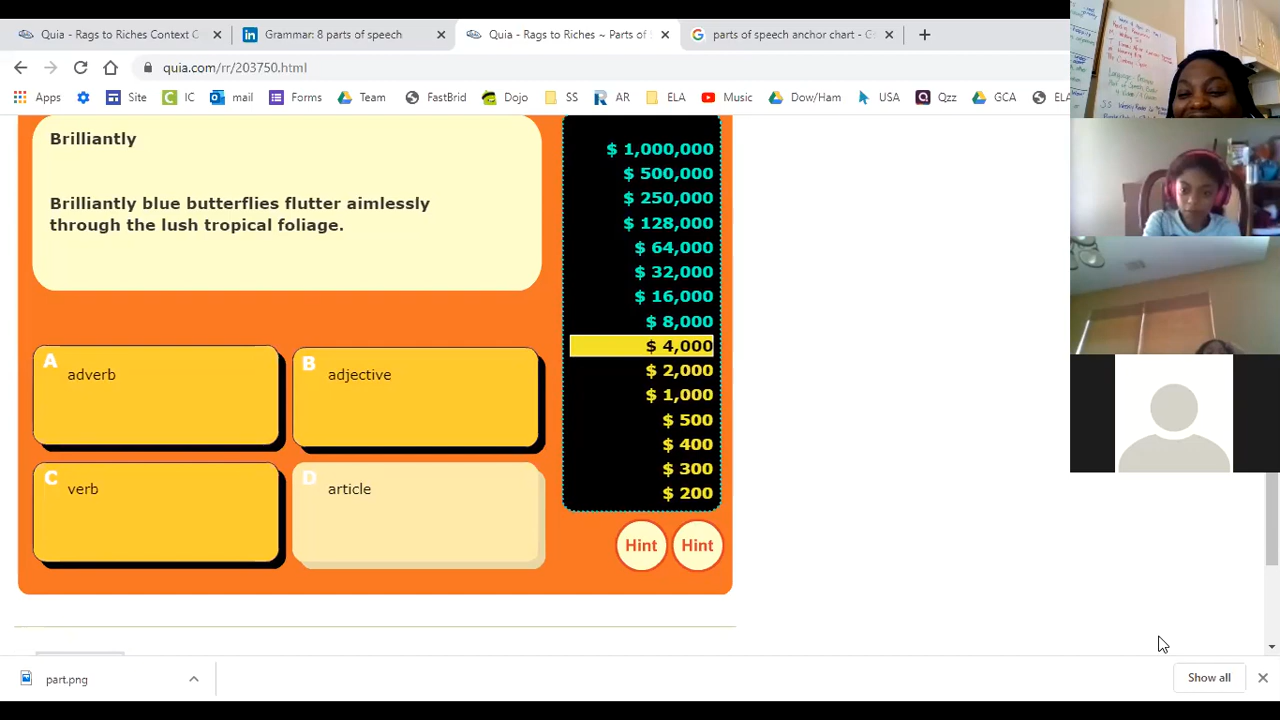 Quia - Rags to Riches Context C
Grammar: 8 parts of speech
Quia - Rags to Riches ~ Parts of S
parts of speech anchor chart - G
quia.com/rr/203750.html
Apps
Site
IC
mail
Forms
Team
FastBrid
Dojo
SS
AR
ELA
Music
Dow/Ham
USA
Qzz
GCA
ELA
Brilliantly
Brilliantly blue butterflies flutter aimlessly
through the lush tropical foliage.
A adverb
B adjective
C verb
D article
$ 1,000,000
$ 500,000
$ 250,000
$ 128,000
$ 64,000
$ 32,000
$ 16,000
$ 8,000
$ 4,000
$ 2,000
$ 1,000
$ 500
$ 400
$ 300
$ 200
Hint Hint
part.png
Show all